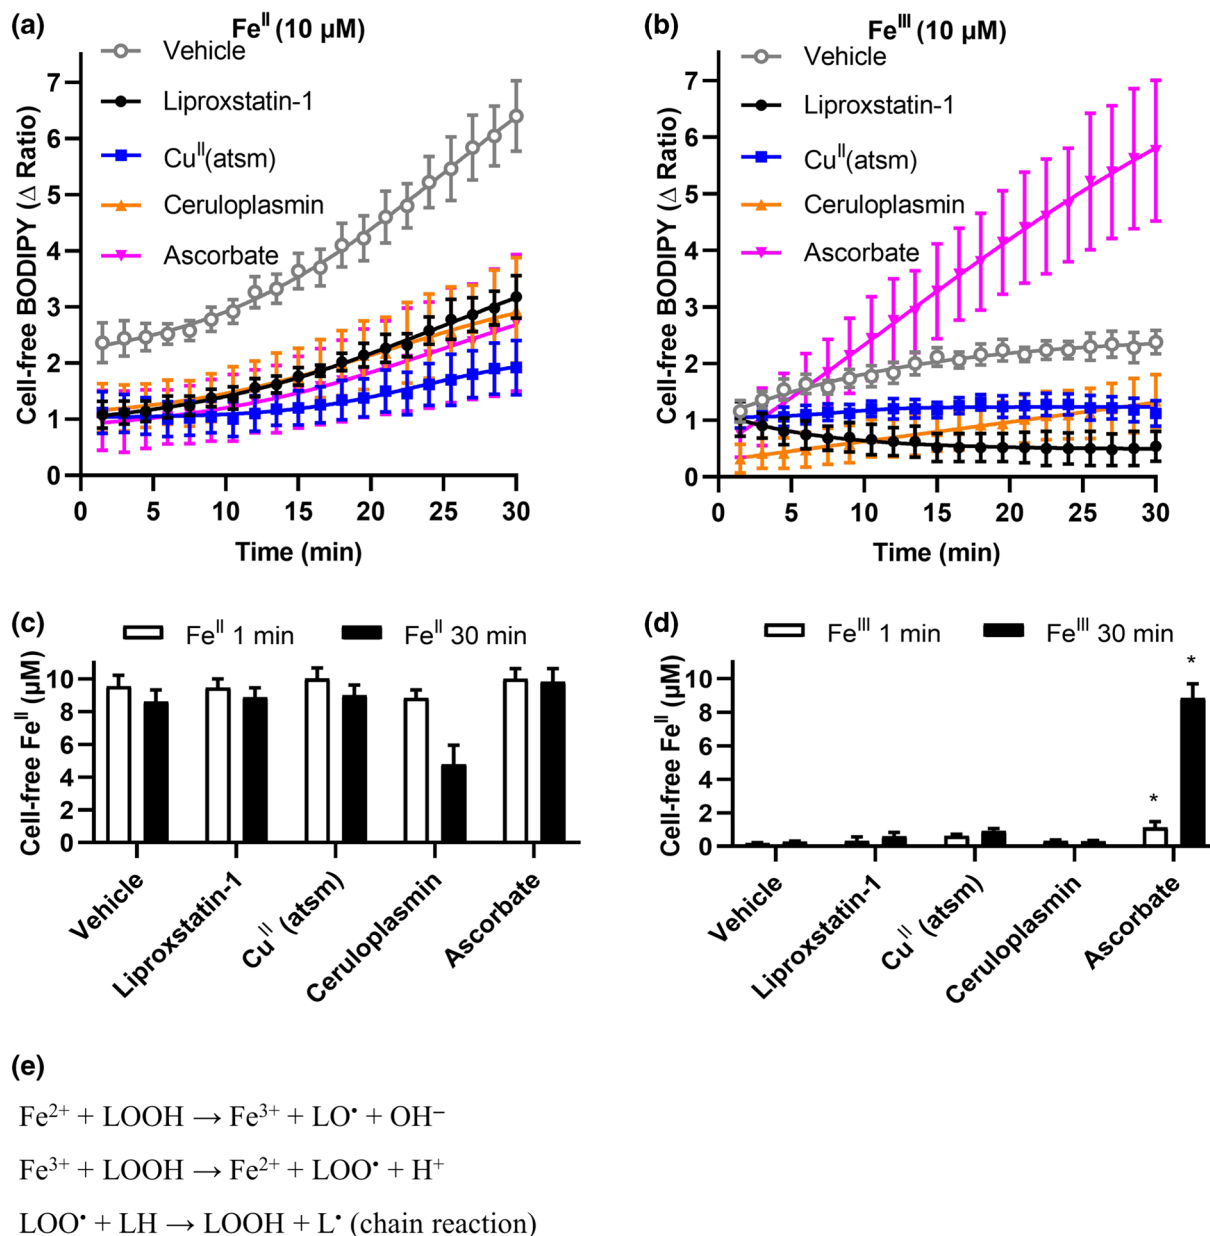 (a)
Fe^II (10 µM)
Vehicle
Liproxstatin-1
Cu^II(atsm)
Ceruloplasmin
Ascorbate
Cell-free BODIPY (△ Ratio)
7
6
5
4
3
2
1
0
0 5 10 15 20 25 30
Time (min)
(b)
Fe^III (10 µM)
Vehicle
Liproxstatin-1
Cu^II(atsm)
Ceruloplasmin
Ascorbate
Cell-free BODIPY (△ Ratio)
7
6
5
4
3
2
1
0
0 5 10 15 20 25 30
Time (min)
(c)
Fe^II 1 min Fe^II 30 min
Cell-free Fe^II (µM)
10
8
6
4
2
0
Vehicle
Liproxstatin-1
Cu^II (atsm)
Ceruloplasmin
Ascorbate
(d)
Fe^III 1 min Fe^III 30 min
Cell-free Fe^II (µM)
10
8
6
4
2
0
*
*
Vehicle
Liproxstatin-1
Cu^II (atsm)
Ceruloplasmin
Ascorbate
(e)
Fe²⁺ + LOOH → Fe³⁺ + LO• + OH⁻
Fe³⁺ + LOOH → Fe²⁺ + LOO• + H⁺
LOO• + LH → LOOH + L• (chain reaction)